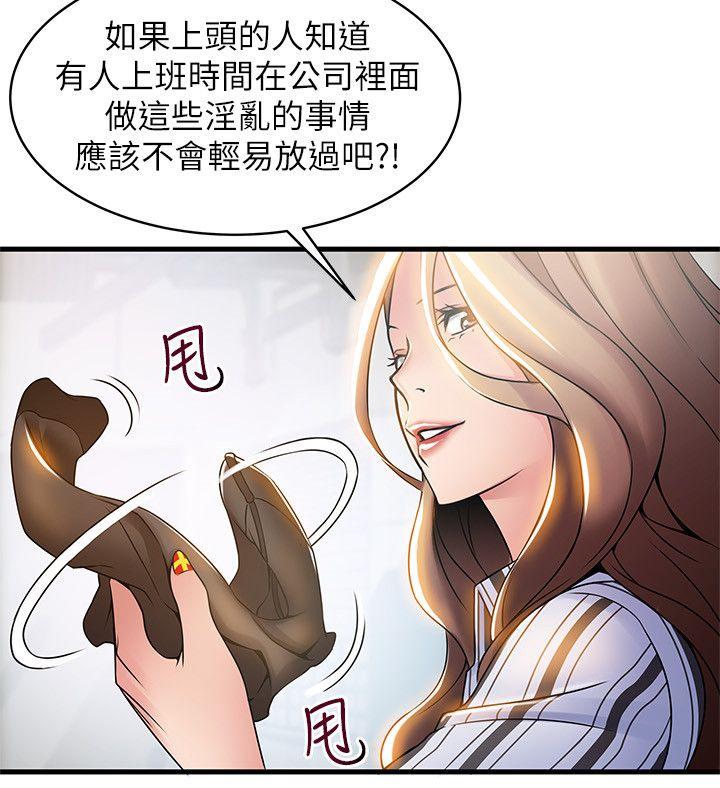 如果上頭的人知道
有人上班時間在公司裡面
做這些淫亂的事情
應該不會輕易放過吧?!
甩
甩